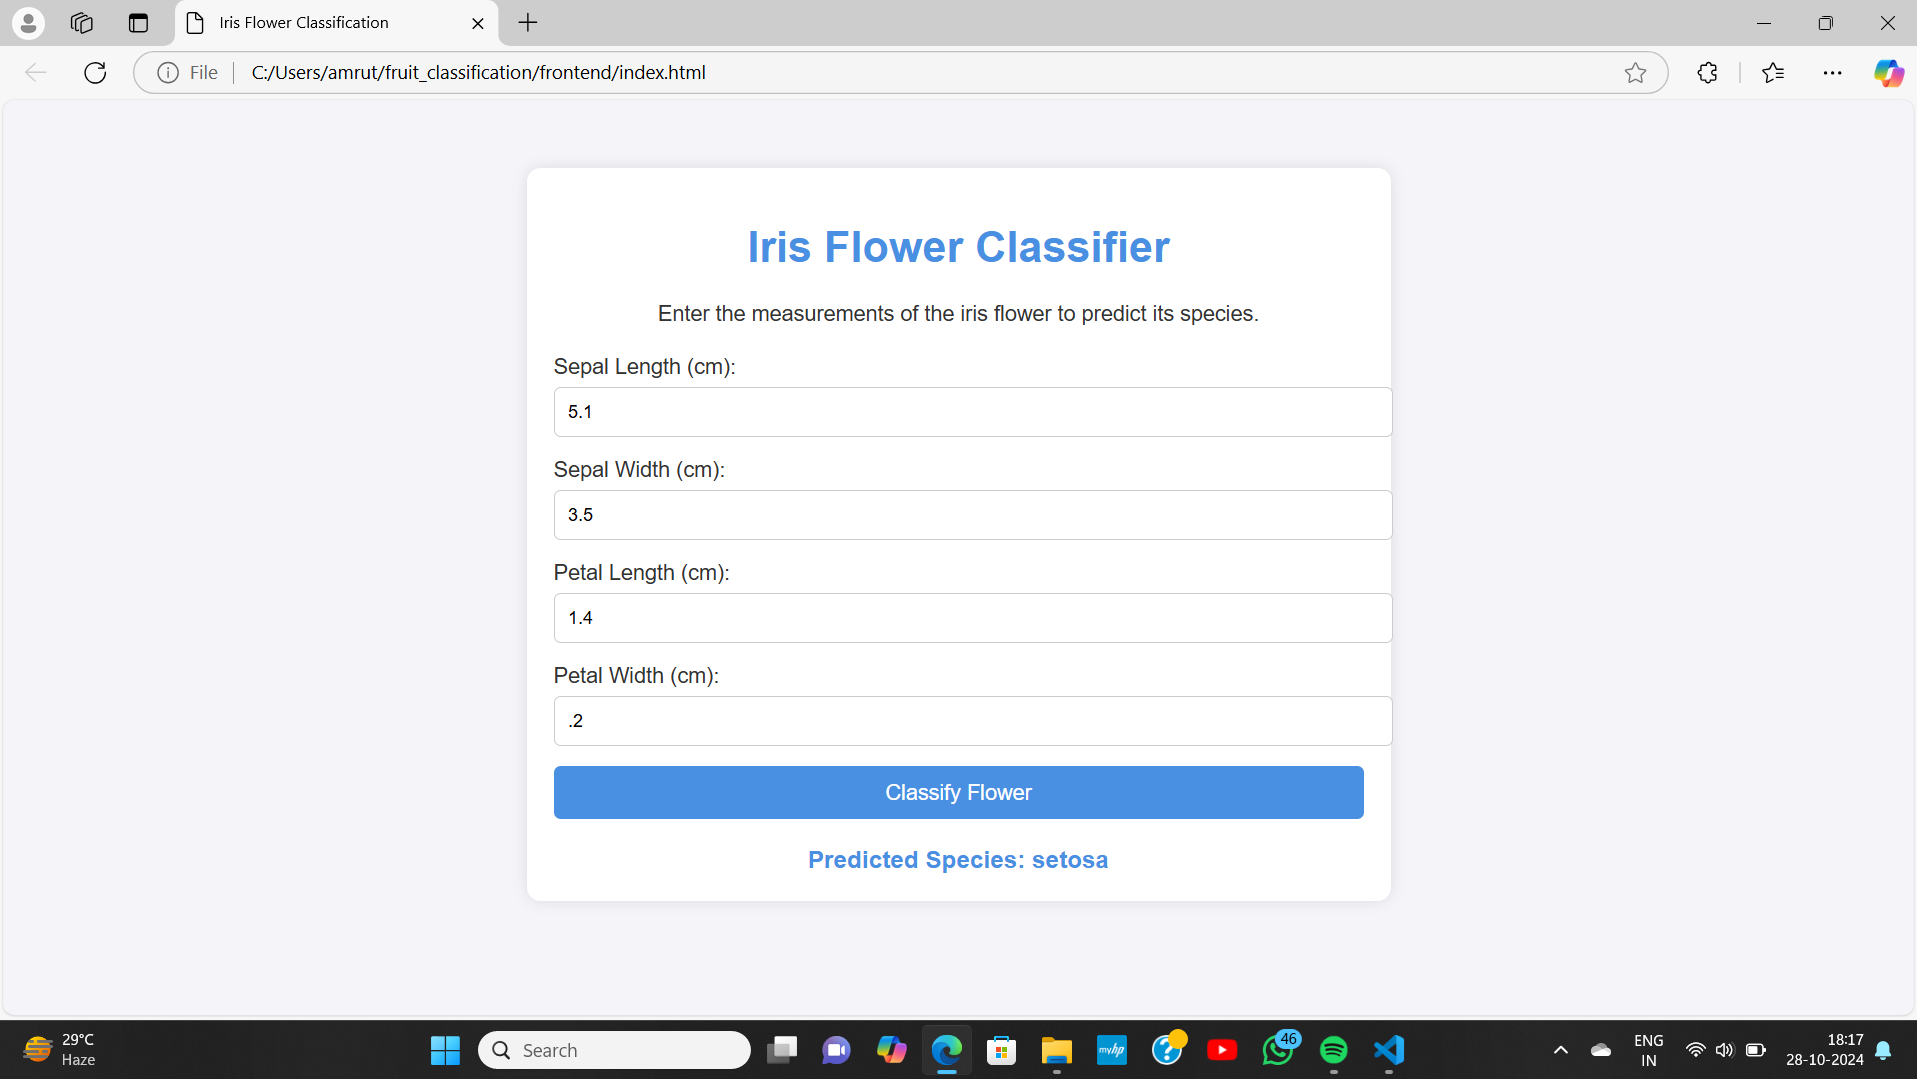 Iris Flower Classification
File
C:/Users/amrut/fruit_classification/frontend/index.html
Iris Flower Classifier
Enter the measurements of the iris flower to predict its species.
Sepal Length (cm):
5.1
Sepal Width (cm):
3.5
Petal Length (cm):
1.4
Petal Width (cm):
.2
Classify Flower
Predicted Species: setosa
29°C
Haze
Search
myhp
46
ENG
IN
18:17
28-10-2024